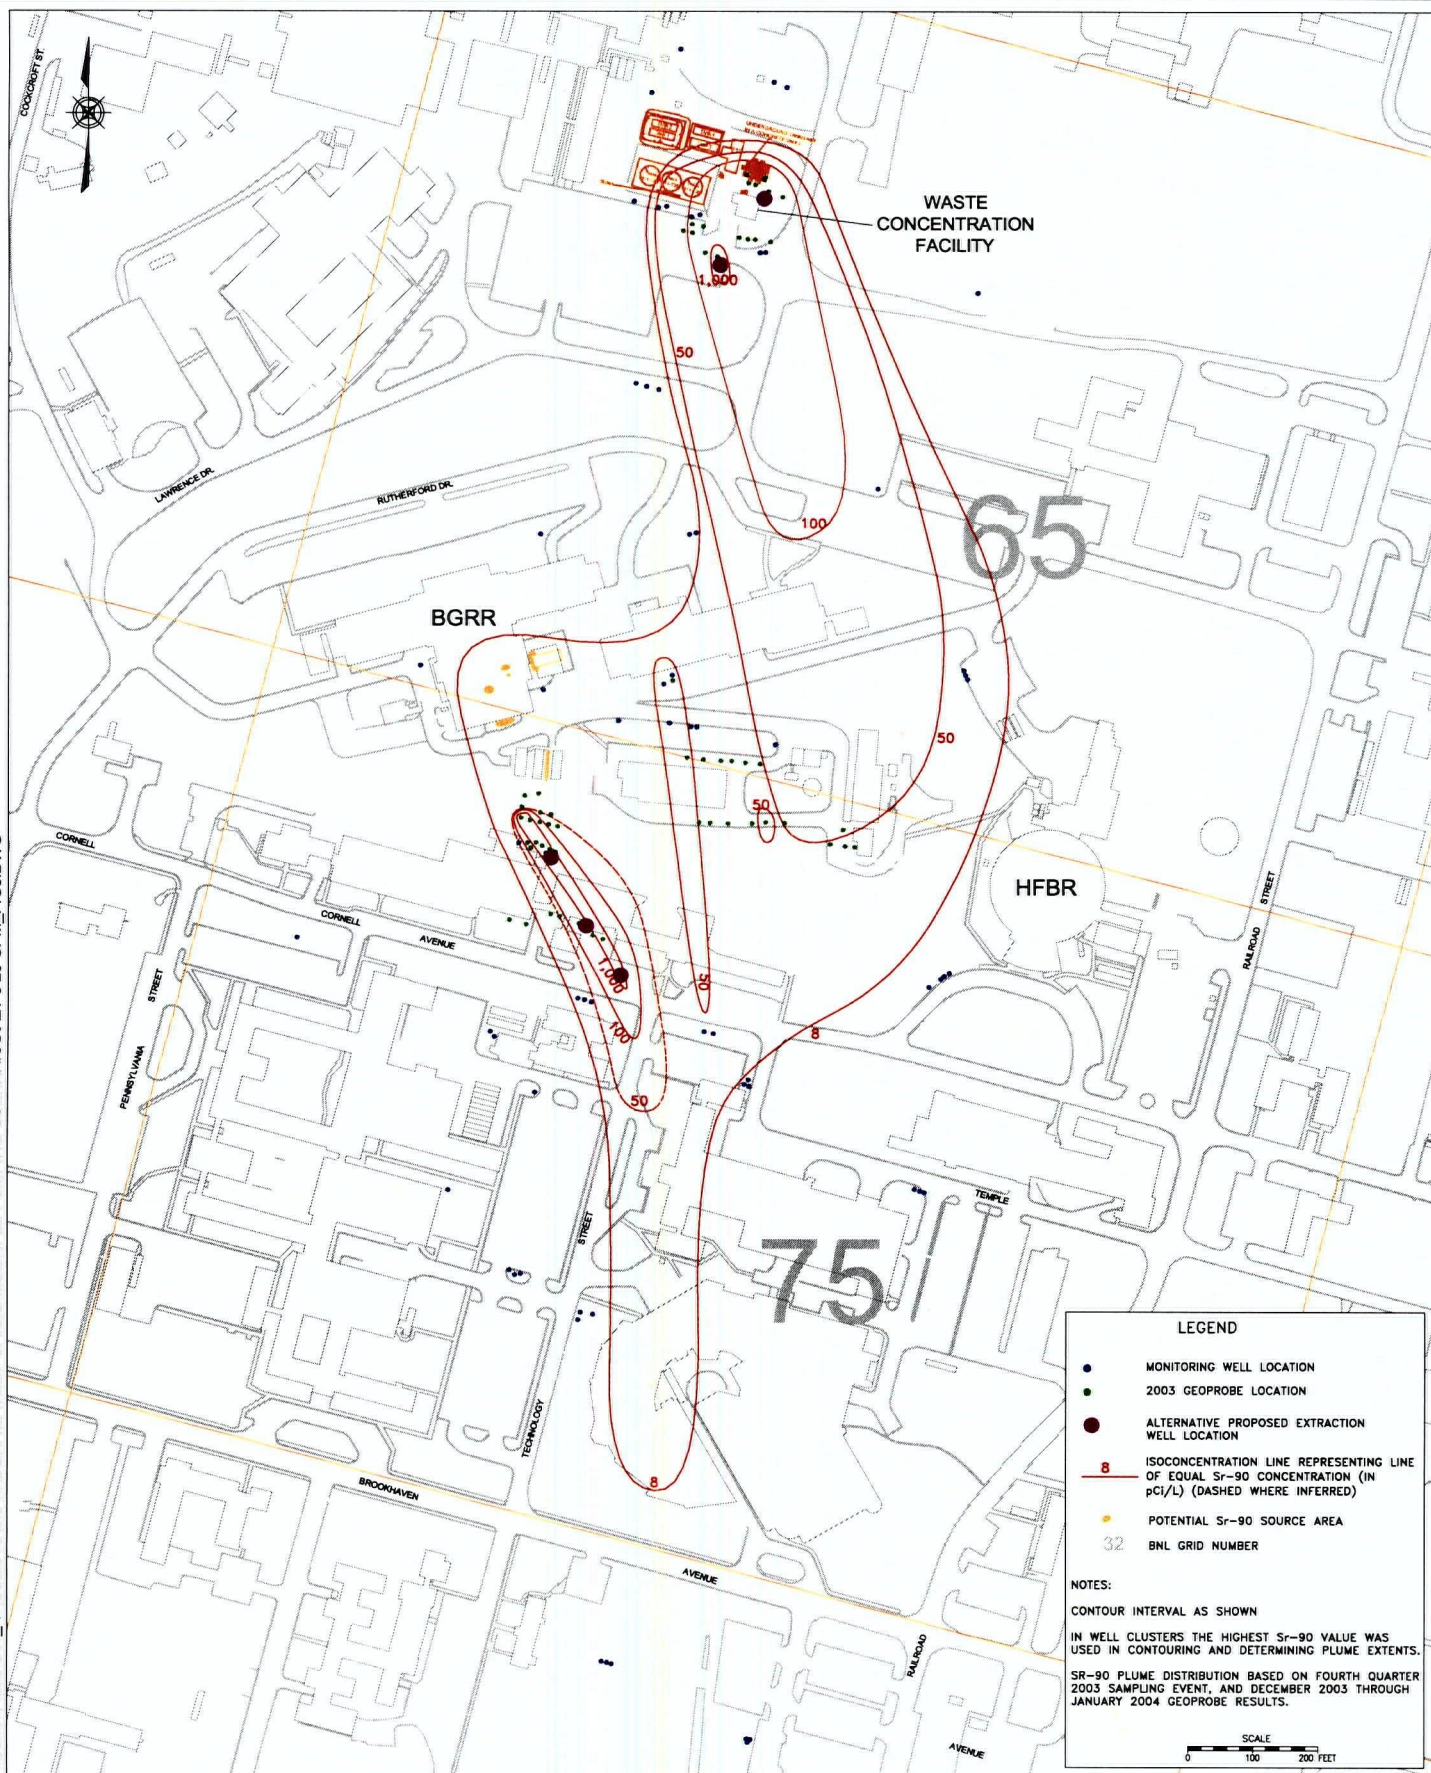 COCKCROFT ST.
WASTE
CONCENTRATION
FACILITY
1,000
50
LAWRENCE DR.
RUTHERFORD DR.
100
65
BGRR
50
50
CORNELL
HFBR
CORNELL
AVENUE
STREET
RAILROAD
STREET
PENNSYLVANIA
1,000
50
100
8
50
TEMPLE
STREET
75
TECHNOLOGY
8
BROOKHAVEN
AVENUE
RAILROAD
AVENUE
LEGEND
MONITORING WELL LOCATION
2003 GEOPROBE LOCATION
ALTERNATIVE PROPOSED EXTRACTION
WELL LOCATION
8 ISOCONCENTRATION LINE REPRESENTING LINE
OF EQUAL Sr-90 CONCENTRATION (IN
pCi/L) (DASHED WHERE INFERRED)
POTENTIAL Sr-90 SOURCE AREA
32 BNL GRID NUMBER
NOTES:
CONTOUR INTERVAL AS SHOWN
IN WELL CLUSTERS THE HIGHEST Sr-90 VALUE WAS
USED IN CONTOURING AND DETERMINING PLUME EXTENTS.
SR-90 PLUME DISTRIBUTION BASED ON FOURTH QUARTER
2003 SAMPLING EVENT, AND DECEMBER 2003 THROUGH
JANUARY 2004 GEOPROBE RESULTS.
SCALE
0 100 200 FEET